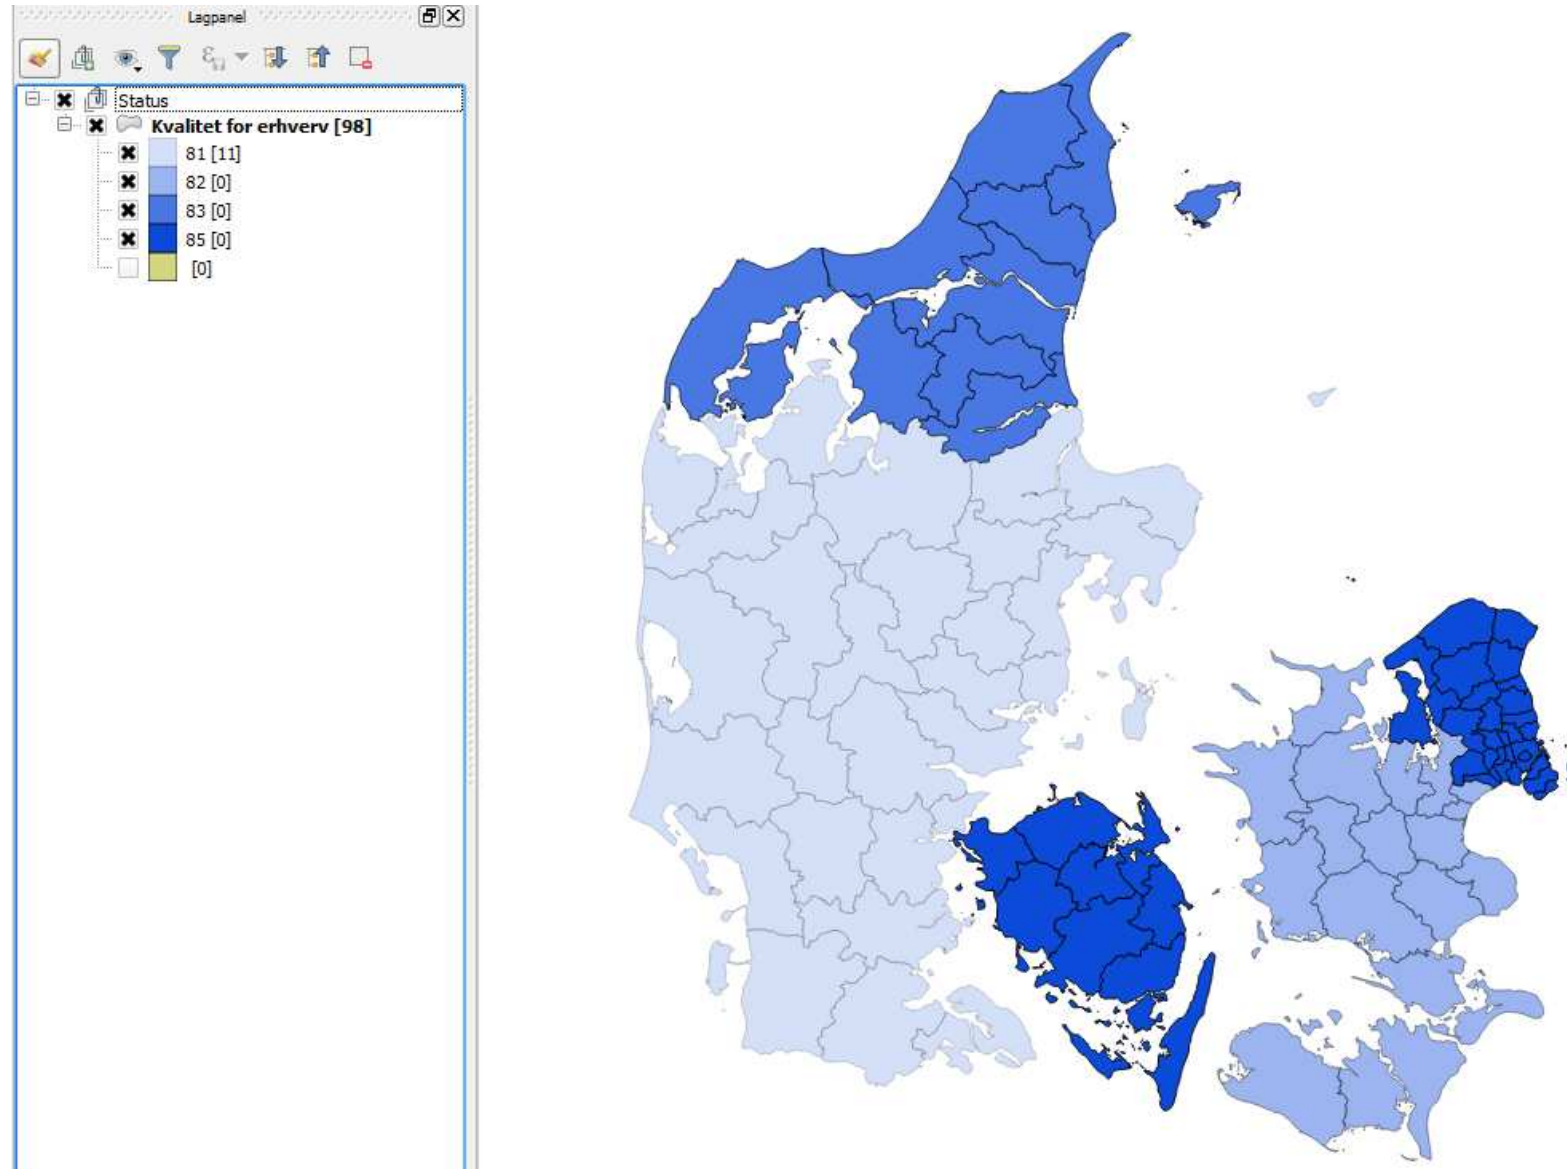 Lagpanel
Status
Kvalitet for erhverv [98]
81 [11]
82 [0]
83 [0]
85 [0]
[0]